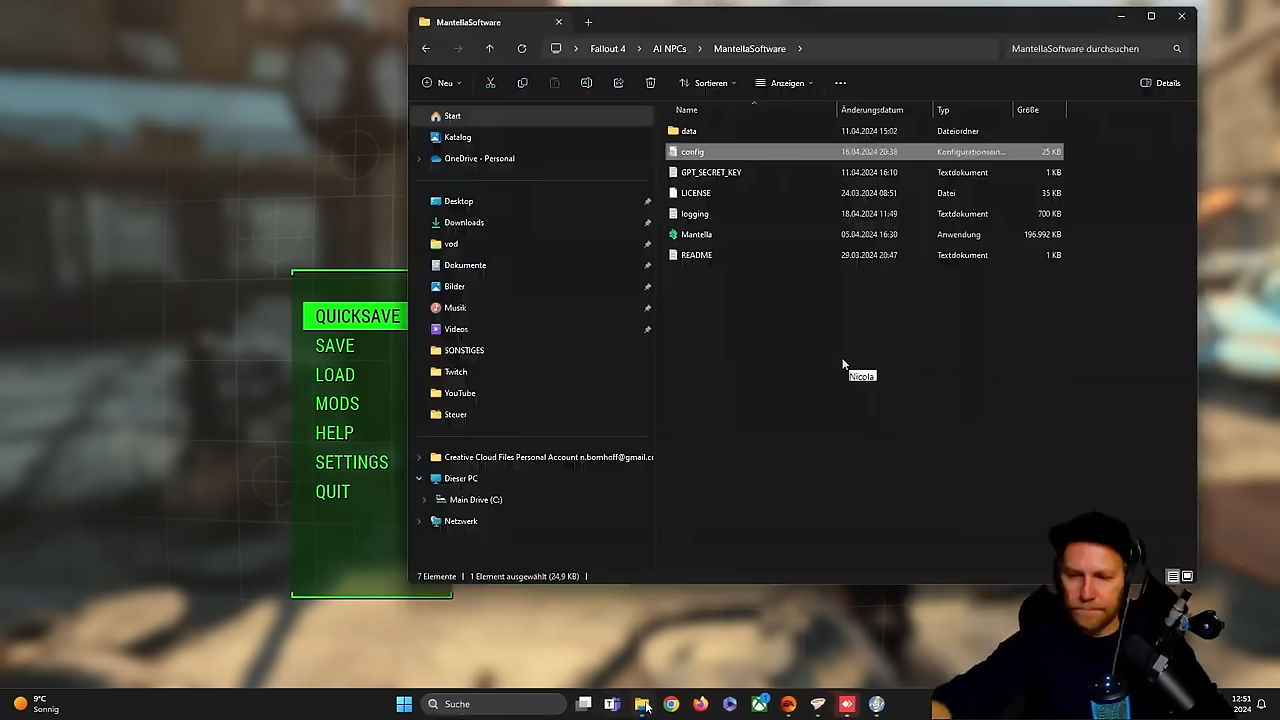 MantellaSoftware
Fallout 4 AI NPCs MantellaSoftware
MantellaSoftware durchsuchen
Neu
Sortieren
Anzeigen
Details
Start
Katalog
OneDrive - Personal
Desktop
Downloads
vod
Dokumente
Bilder
Musik
Videos
SONSTIGES
Twitch
YouTube
Steuer
Creative Cloud Files Personal Account n.bomhoff@gmail.cc
Dieser PC
Main Drive (C:)
Netzwerk
Name Änderungsdatum Typ Größe
data 11.04.2024 15:02 Dateiordner
config 16.04.2024 20:38 Konfigurationsein... 25 KB
GPT_SECRET_KEY 11.04.2024 16:10 Textdokument 1 KB
LICENSE 24.03.2024 08:51 Datei 35 KB
logging 18.04.2024 11:49 Textdokument 700 KB
Mantella 05.04.2024 16:30 Anwendung 196.992 KB
README 29.03.2024 20:47 Textdokument 1 KB
Nicola
7 Elemente 1 Element ausgewählt (24,9 KB)
QUICKSAVE
SAVE
LOAD
MODS
HELP
SETTINGS
QUIT
9°C
Sonnig
Suche
12:51
2024